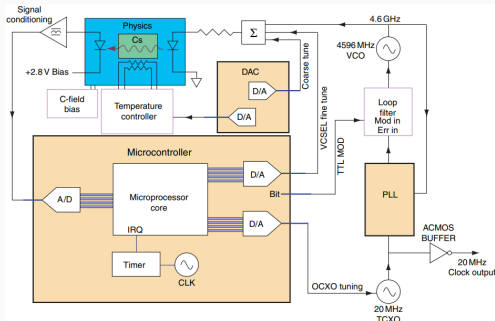 Signal
conditioning
Physics
Cs
+2.8 V Bias
Σ
4.6 GHz
4596 MHz
VCO
Coarse tune
VCSEL fine tune
DAC
D/A
D/A
C-field
bias
Temperature
controller
Loop
filter
Mod in
Err in
TTL MOD
Microcontroller
Microprocessor
core
A/D
D/A
Bit
D/A
IRQ
Timer
CLK
PLL
ACMOS
BUFFER
20 MHz
Clock output
OCXO tuning
20 MHz
TCXO